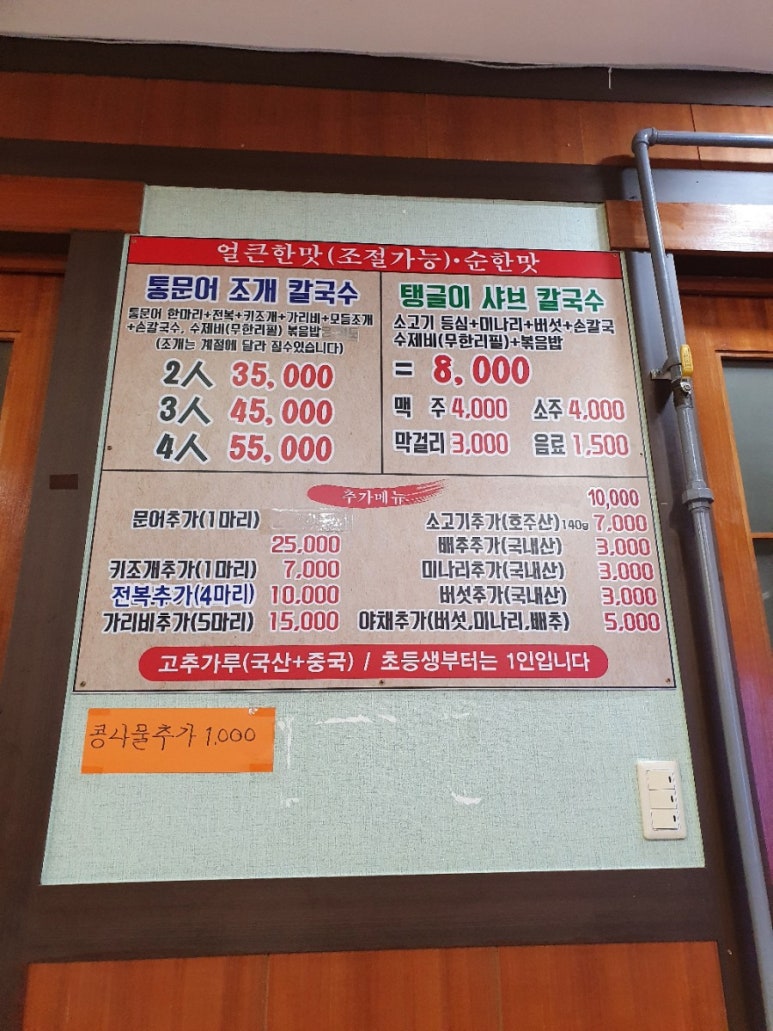 얼큰한맛(조절가능)·순한맛
통문어 조개 칼국수
통문어 한마리+전복+키조개+가리비+모듬조개
+손칼국수, 수제비(무한리필) 볶음밥
(조개는 계절에 달라 질수있습니다)
2人 35,000
3人 45,000
4人 55,000
탱글이 샤브 칼국수
소고기 등심+미나리+버섯+손칼국
수제비(무한리필)+볶음밥
= 8,000
맥 주 4,000 소주 4,000
막걸리 3,000 음료 1,500
추가메뉴
문어추가(1마리)
25,000
키조개추가(1마리) 7,000
전복추가(4마리) 10,000
가리비추가(5마리) 15,000
10,000
소고기추가(호주산)140g 7,000
배추추가(국내산) 3,000
미나리추가(국내산) 3,000
버섯추가(국내산) 3,000
야채추가(버섯,미나리,배추) 5,000
고추가루(국산+중국) / 초등생부터는 1인입니다
콩나물추가 1.000